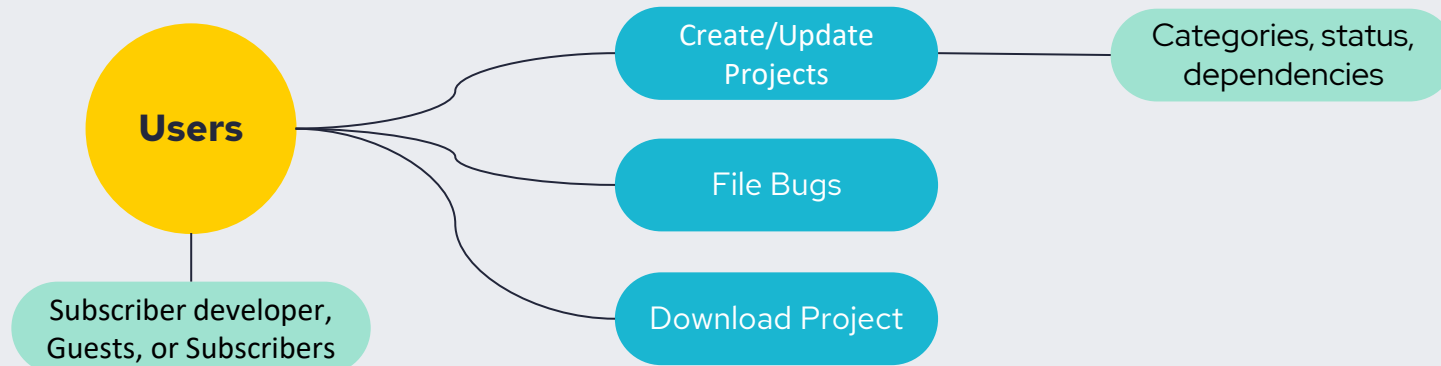 Users
Subscriber developer,
Guests, or Subscribers
Create/Update
Projects
Categories, status,
dependencies
File Bugs
Download Project